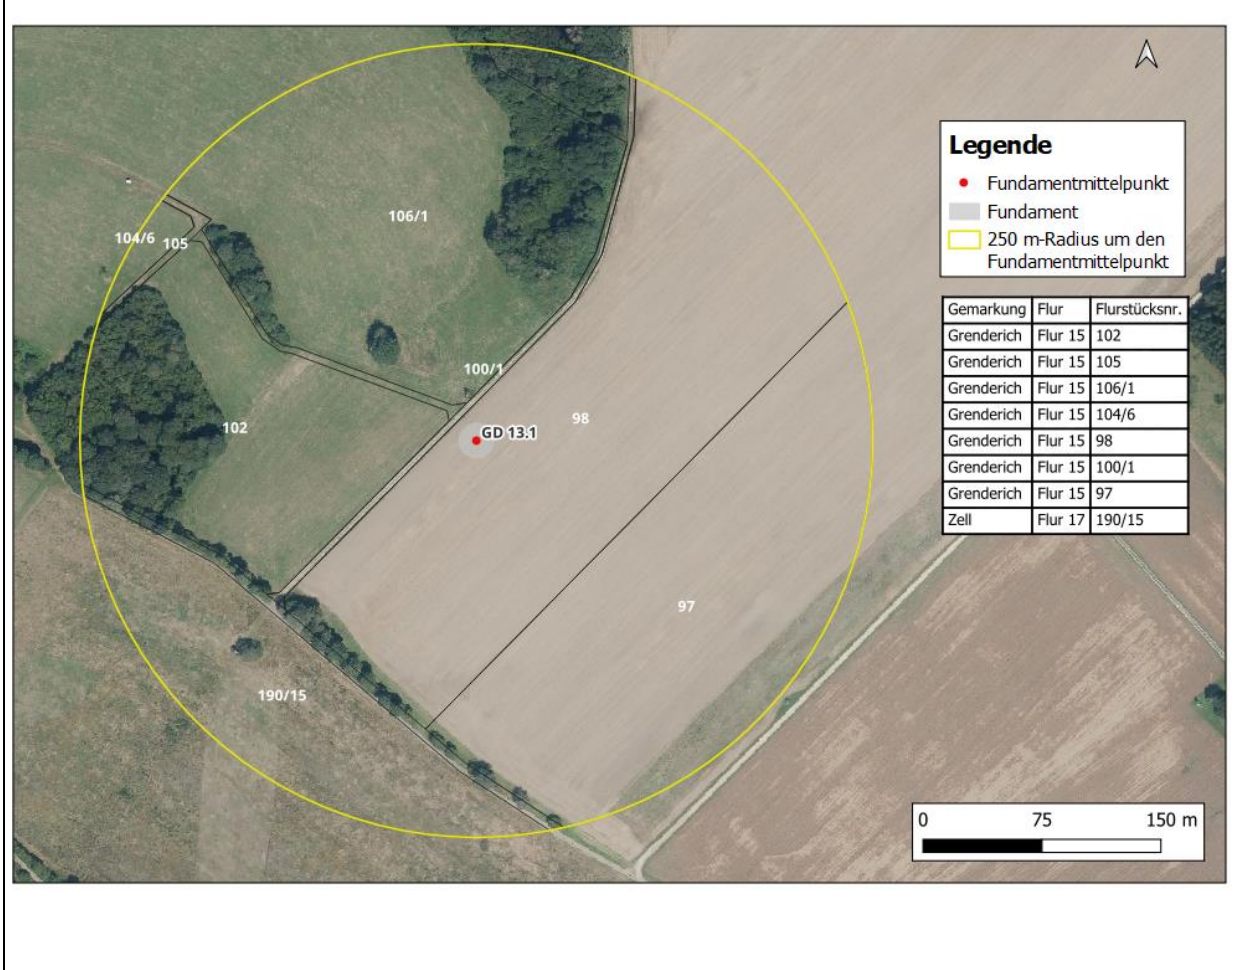 Legende
Fundamentmittelpunkt
Fundament
250 m-Radius um den
Fundamentmittelpunkt
106/1
104/6
105
100/1
98
GD 13.1
102
97
190/15
Gemarkung Flur Flurstücksnr.
Grenderich Flur 15 102
Grenderich Flur 15 105
Grenderich Flur 15 106/1
Grenderich Flur 15 104/6
Grenderich Flur 15 98
Grenderich Flur 15 100/1
Grenderich Flur 15 97
Zell Flur 17 190/15
0 75 150 m